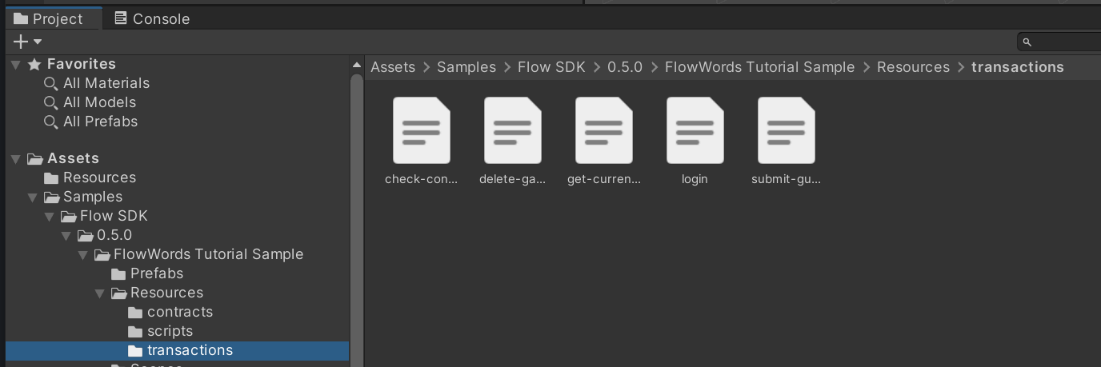 Project Console
Favorites
All Materials
All Models
All Prefabs
Assets
Resources
Samples
Flow SDK
0.5.0
FlowWords Tutorial Sample
Prefabs
Resources
contracts
scripts
transactions
Assets > Samples > Flow SDK > 0.5.0 > FlowWords Tutorial Sample > Resources > transactions
check-con... delete-ga... get-curren... login submit-gu...